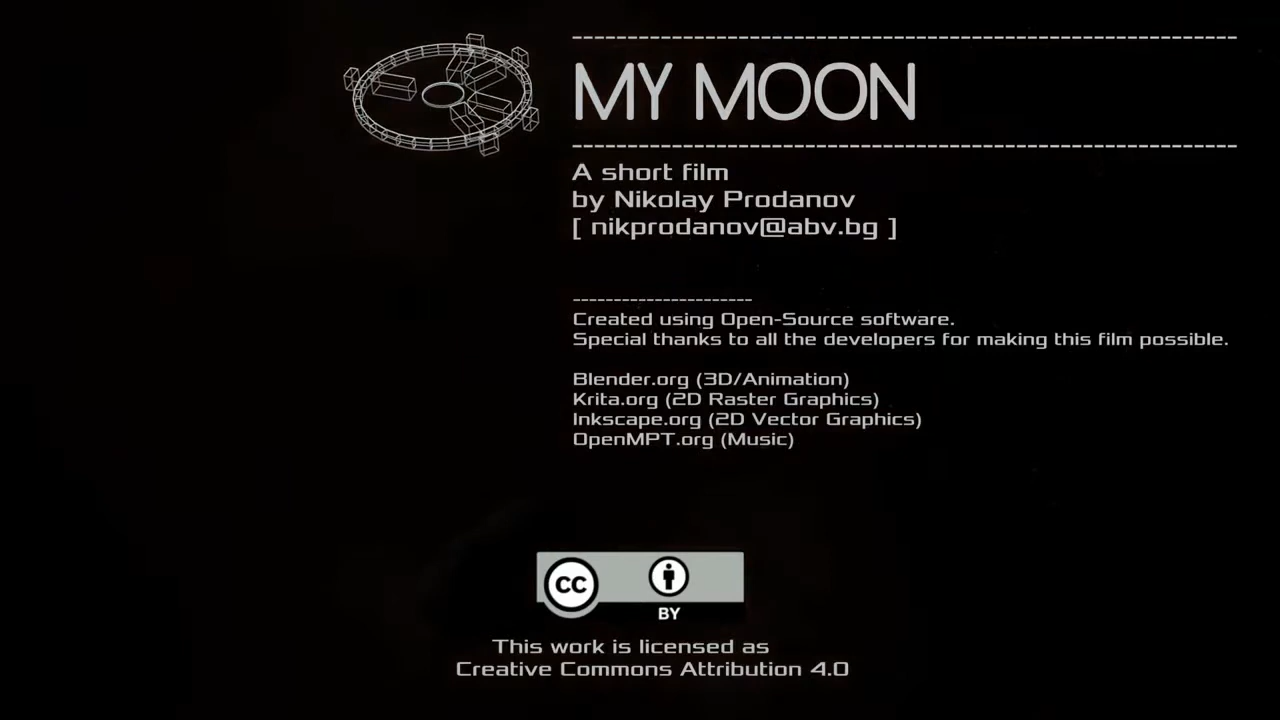 MY MOON
A short film
by Nikolay Prodanov
[ nikprodanov@abv.bg ]
----------------------
Created using Open-Source software.
Special thanks to all the developers for making this film possible.
Blender.org (3D/Animation)
Krita.org (2D Raster Graphics)
Inkscape.org (2D Vector Graphics)
OpenMPT.org (Music)
CC
BY
This work is licensed as
Creative Commons Attribution 4.0